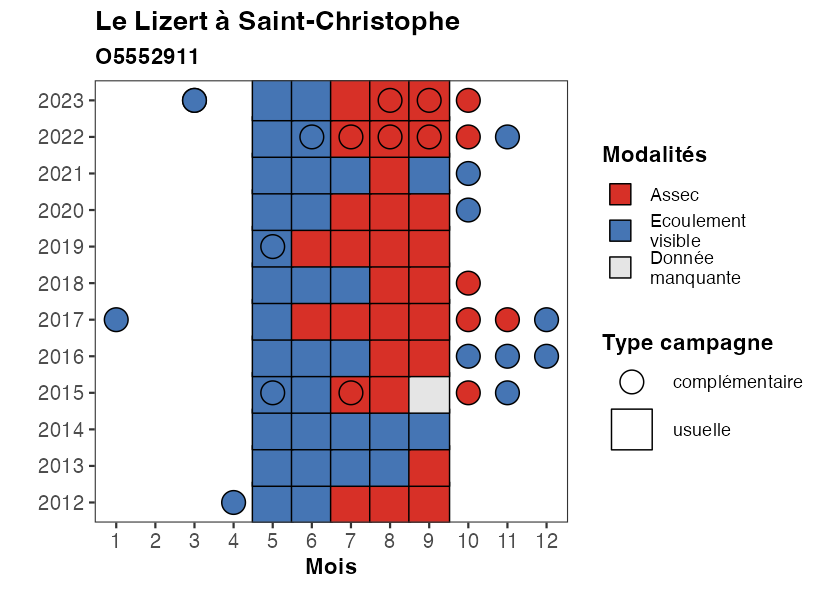 Le Lizert à Saint-Christophe
O5552911
2023
2022
2021
2020
2019
2018
2017
2016
2015
2014
2013
2012
1 2 3 4 5 6 7 8 9 10 11 12
Mois
Modalités
Assec
Ecoulement
visible
Donnée
manquante
Type campagne
complémentaire
usuelle